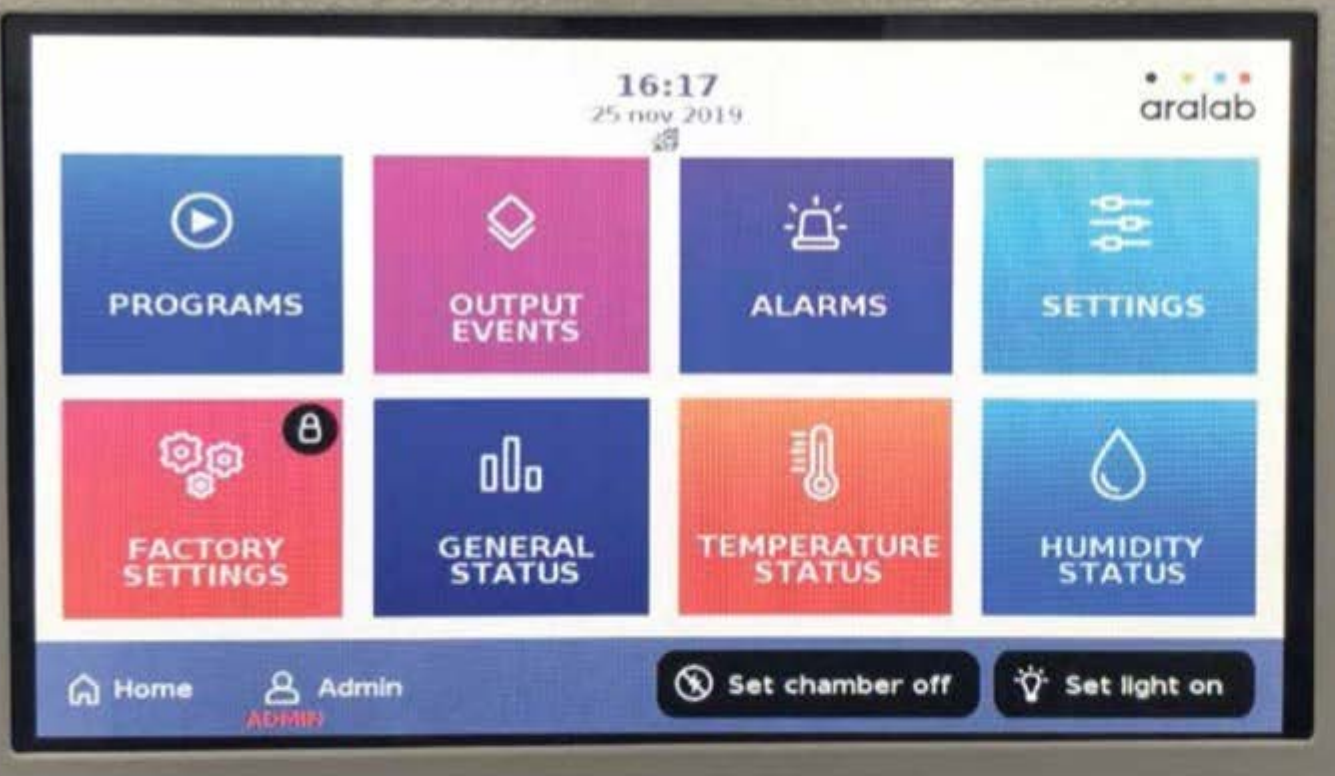 16:17
25 nov 2019
aralab
PROGRAMS
OUTPUT
EVENTS
ALARMS
SETTINGS
FACTORY
SETTINGS
GENERAL
STATUS
TEMPERATURE
STATUS
HUMIDITY
STATUS
Home
Admin
ADMIN
Set chamber off
Set light on